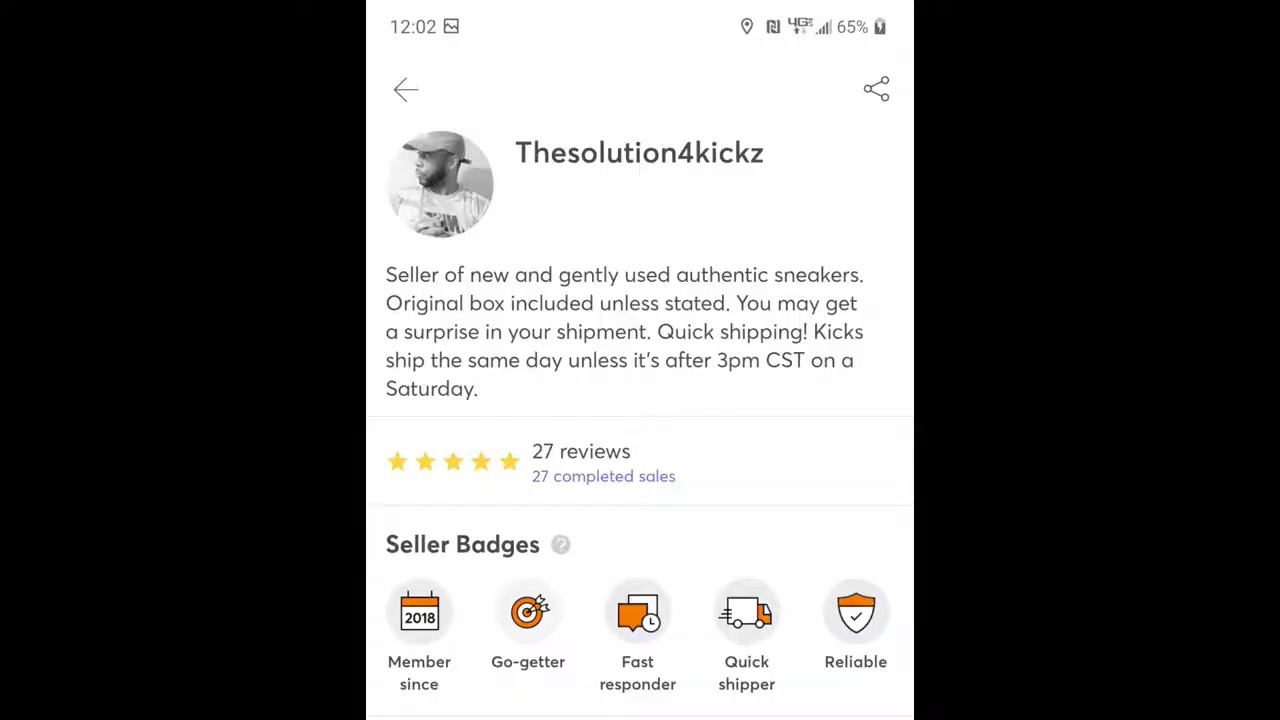 12:02
4G 65%
Thesolution4kickz
Seller of new and gently used authentic sneakers.
Original box included unless stated. You may get
a surprise in your shipment. Quick shipping! Kicks
ship the same day unless it's after 3pm CST on a
Saturday.
27 reviews
27 completed sales
Seller Badges ?
2018
Member
since
Go-getter
Fast
responder
Quick
shipper
Reliable